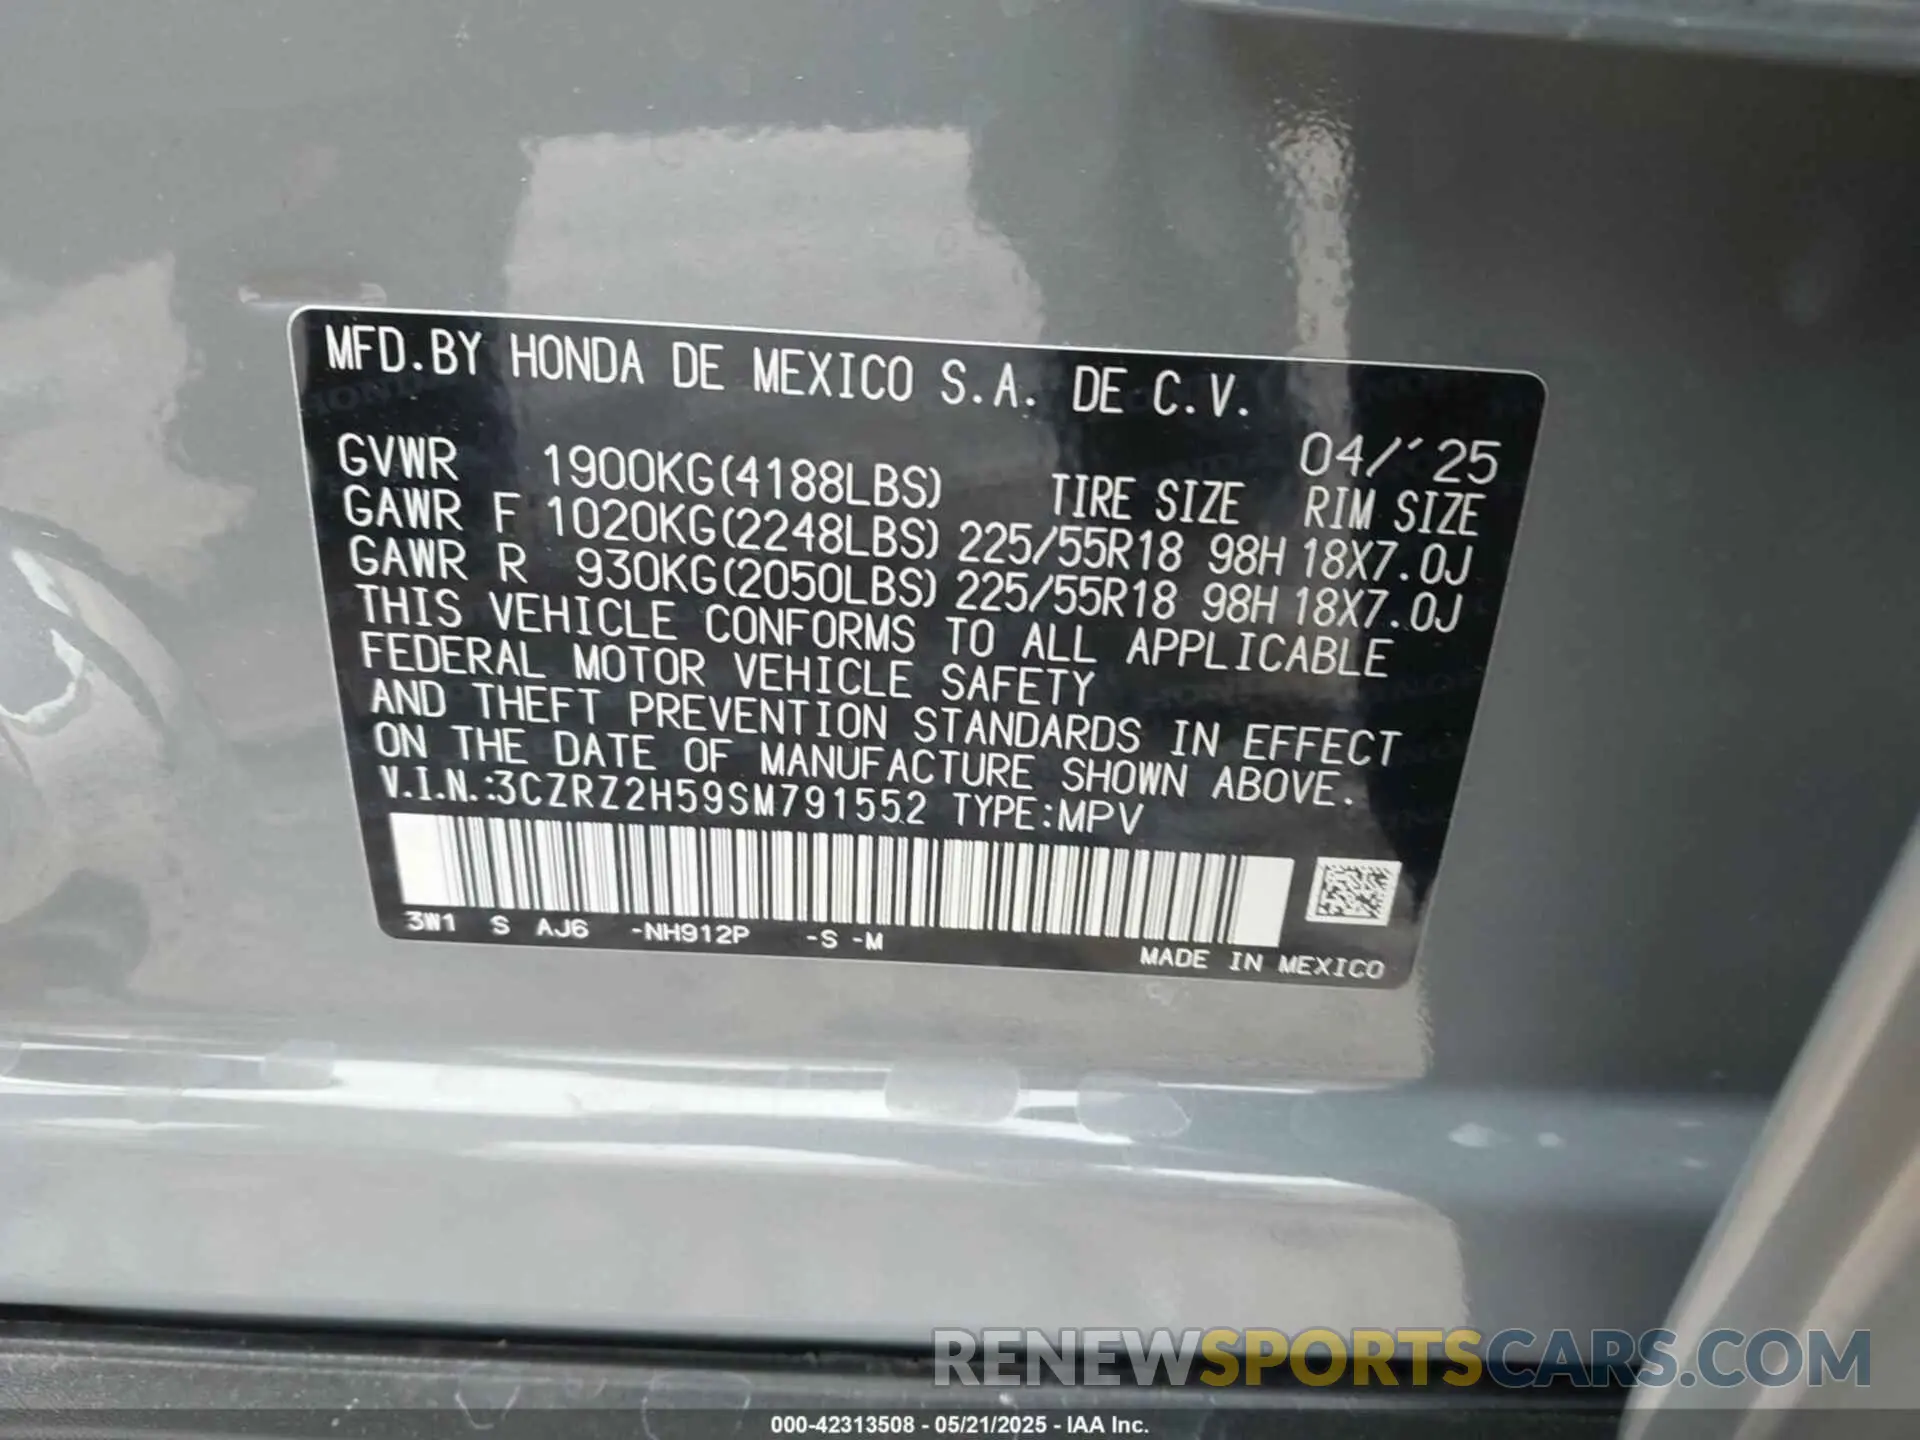 MFD.BY HONDA DE MEXICO S.A. DE C.V.
04/´25
GVWR 1900KG(4188LBS) TIRE SIZE RIM SIZE
GAWR F 1020KG(2248LBS) 225/55R18 98H 18X7.0J
GAWR R 930KG(2050LBS) 225/55R18 98H 18X7.0J
THIS VEHICLE CONFORMS TO ALL APPLICABLE
FEDERAL MOTOR VEHICLE SAFETY
AND THEFT PREVENTION STANDARDS IN EFFECT
ON THE DATE OF MANUFACTURE SHOWN ABOVE.
V.I.N.:3CZRZ2H59SM791552 TYPE:MPV
3W1 S AJ6 -NH912P -S -M
MADE IN MEXICO
RENEWSPORTSCARS.COM
000-42313508 - 05/21/2025 - IAA Inc.